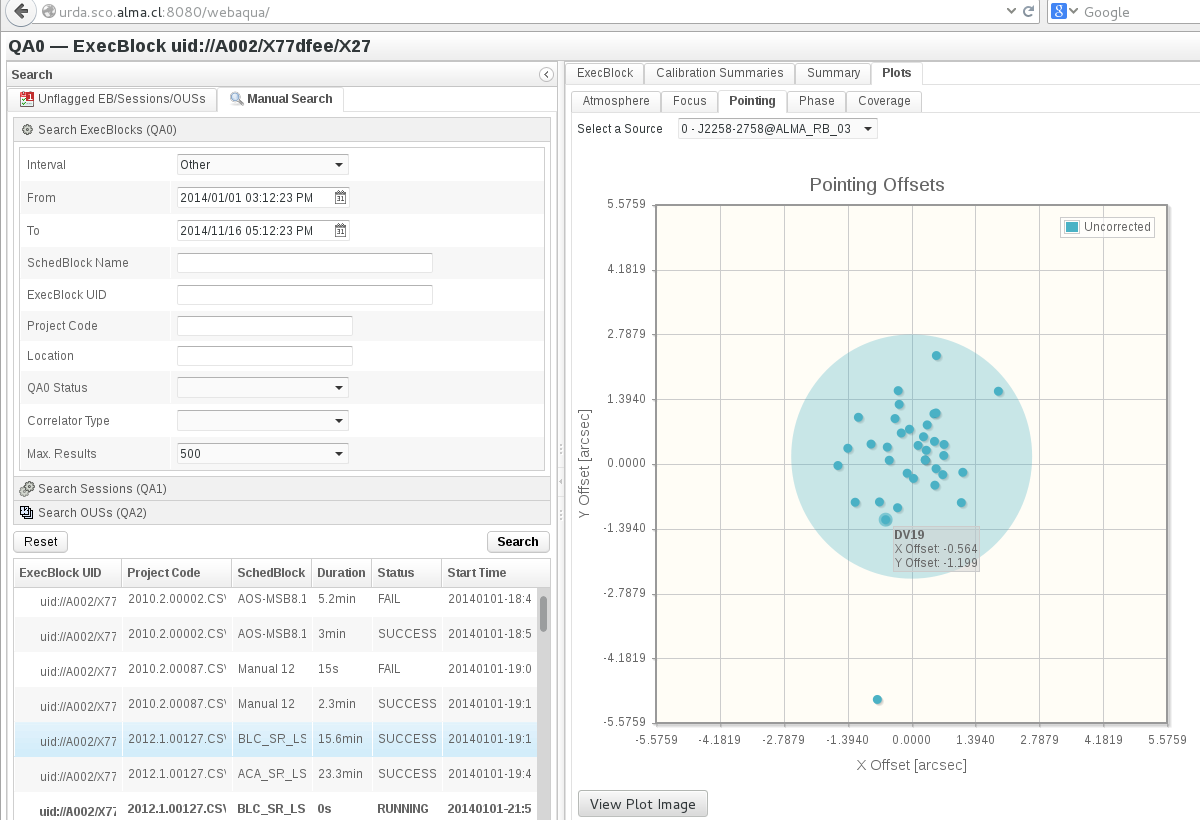 urda.sco.alma.cl:8080/webaqua/
Google
QA0 — ExecBlock uid://A002/X77dfee/X27
Search
Unflagged EB/Sessions/OUSs
Manual Search
Search ExecBlocks (QA0)
Interval Other
From 2014/01/01 03:12:23 PM
To 2014/11/16 05:12:23 PM
SchedBlock Name
ExecBlock UID
Project Code
Location
QA0 Status
Correlator Type
Max. Results 500
Search Sessions (QA1)
Search OUSs (QA2)
Reset Search
ExecBlock UID Project Code SchedBlock Duration Status Start Time
uid://A002/X77 2010.2.00002.CS\ AOS-MSB8.1 5.2min FAIL 20140101-18:4
uid://A002/X77 2010.2.00002.CS\ AOS-MSB8.1 3min SUCCESS 20140101-18:5
uid://A002/X77 2010.2.00087.CS\ Manual 12 15s FAIL 20140101-19:0
uid://A002/X77 2010.2.00087.CS\ Manual 12 2.3min SUCCESS 20140101-19:1
uid://A002/X77 2012.1.00127.CS\ BLC_SR_LS 15.6min SUCCESS 20140101-19:1
uid://A002/X77 2012.1.00127.CS\ ACA_SR_LS 23.3min SUCCESS 20140101-19:4
uid://A002/X77 2012.1.00127.CS\ BLC_SR_LS 0s RUNNING 20140101-21:5
ExecBlock Calibration Summaries Summary Plots
Atmosphere Focus Pointing Phase Coverage
Select a Source 0 - J2258-2758@ALMA_RB_03
Pointing Offsets
Uncorrected
5.5759
4.1819
2.7879
1.3940
0.0000
-1.3940
-2.7879
-4.1819
-5.5759
Y Offset [arcsec]
DV19
X Offset: -0.564
Y Offset: -1.199
-5.5759 -4.1819 -2.7879 -1.3940 0.0000 1.3940 2.7879 4.1819 5.5759
X Offset [arcsec]
View Plot Image